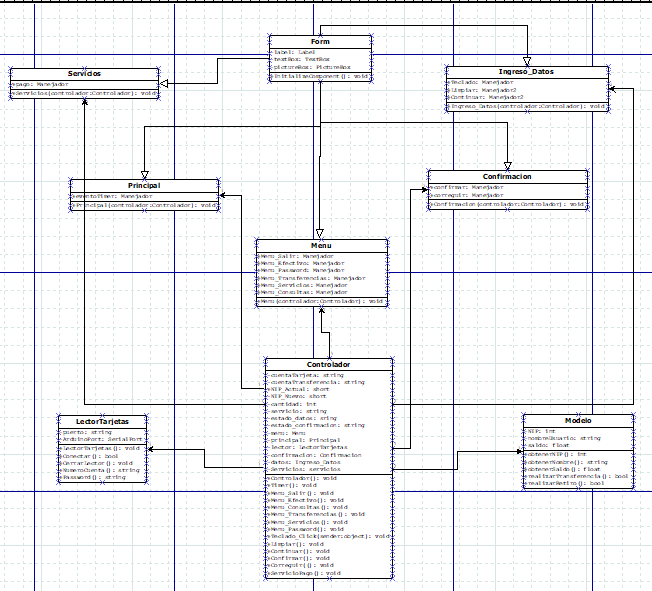 Form
label: Label
textBox: TextBox
pictureBox: PictureBox
InitializeComponent(): void
Servicios
pago: Manejador
Servicios(controlador:Controlador): void
Ingreso_Datos
Teclado: Manejador
Limpiar: Manejador2
Continuar: Manejador2
Ingreso_Datos(controlador:Controlador): void
Principal
eventoTimer: Manejador
Principal(controlador:Controlador): void
Confirmacion
confirmar: Manejador
corregir: Manejador
Confirmacion(controlador:Controlador): void
Menu
Menu_Salir: Manejador
Menu_Efectivo: Manejador
Menu_Password: Manejador
Menu_Transferencias: Manejador
Menu_Servicios: Manejador
Menu_Consultas: Manejador
Menu(controlador:Controlador): void
Controlador
cuentaTarjeta: string
cuentaTransferencia: string
NIP_Actual: short
NIP_Nuevo: short
cantidad: int
servicio: string
estado_datos: string
estado_confirmacion: string
menu: Menu
principal: Principal
lector: LectorTarjetas
confirmacion: Confirmacion
datos: Ingreso_Datos
Servicios: servicios
Controlador(): void
Timer(): void
Menu_Salir(): void
Menu_Efectivo(): void
Menu_Consultas(): void
Menu_Transferencias(): void
Menu_Servicios(): void
Menu_Password(): void
Teclado_Click(sender:object): void
Limpiar(): void
Continuar(): void
Confirmar(): void
Corregir(): void
ServicioPago(): void
LectorTarjetas
puerto: string
ArduinoPort: SerialPort
LectorTarjetas(): void
Conectar(): bool
CerrarLector(): void
NumeroCuenta(): string
Password(): string
Modelo
NIP: int
nombreUsuario: string
saldo: float
obtenerNIP(): int
obtenerNombre(): string
obtenerSaldo(): float
realizarTransferencia(): bool
realizarRetiro(): bool